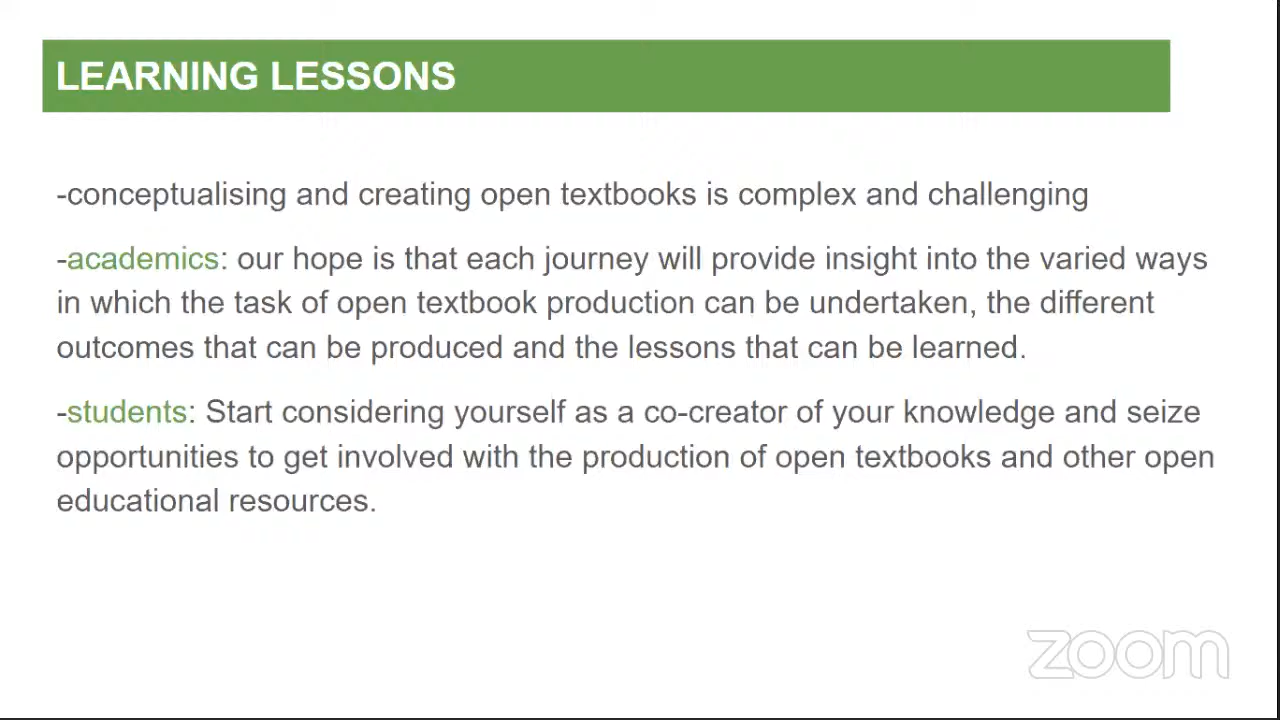 LEARNING LESSONS
-conceptualising and creating open textbooks is complex and challenging
-academics: our hope is that each journey will provide insight into the varied ways
in which the task of open textbook production can be undertaken, the different
outcomes that can be produced and the lessons that can be learned.
-students: Start considering yourself as a co-creator of your knowledge and seize
opportunities to get involved with the production of open textbooks and other open
educational resources.
zoom